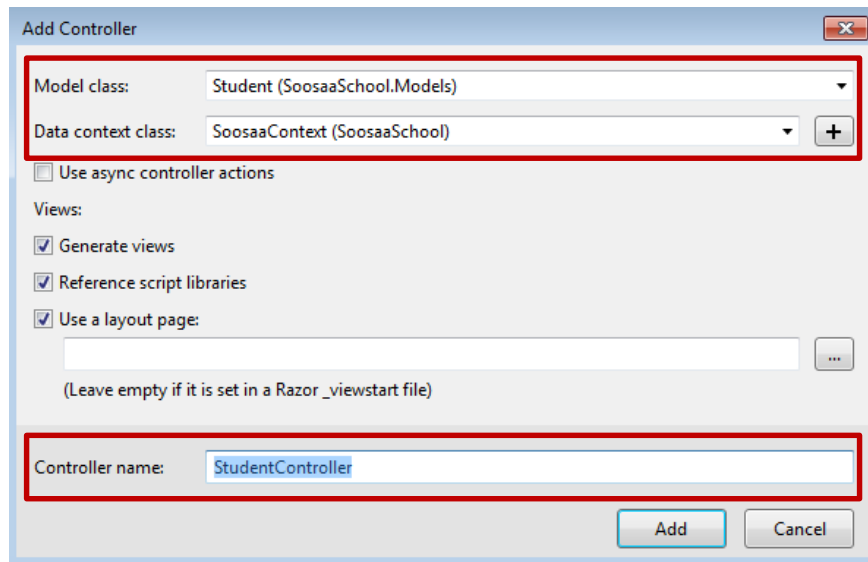 Add Controller
Model class: Student (SoosaaSchool.Models)
Data context class: SoosaaContext (SoosaaSchool) +
Use async controller actions
Views:
Generate views
Reference script libraries
Use a layout page:
...
(Leave empty if it is set in a Razor _viewstart file)
Controller name: StudentController
Add Cancel